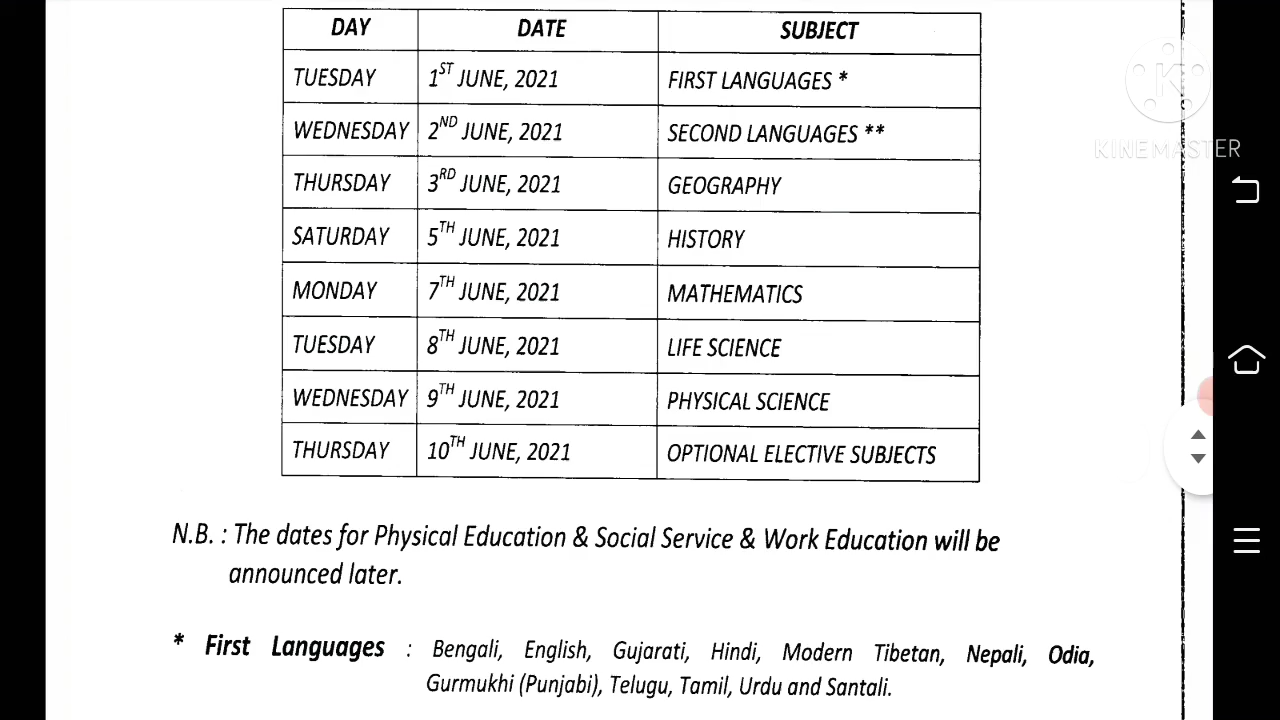 DAY DATE SUBJECT
TUESDAY 1ST JUNE, 2021 FIRST LANGUAGES *
WEDNESDAY 2ND JUNE, 2021 SECOND LANGUAGES **
THURSDAY 3RD JUNE, 2021 GEOGRAPHY
SATURDAY 5TH JUNE, 2021 HISTORY
MONDAY 7TH JUNE, 2021 MATHEMATICS
TUESDAY 8TH JUNE, 2021 LIFE SCIENCE
WEDNESDAY 9TH JUNE, 2021 PHYSICAL SCIENCE
THURSDAY 10TH JUNE, 2021 OPTIONAL ELECTIVE SUBJECTS
K
KINEMASTER
N.B. : The dates for Physical Education & Social Service & Work Education will be
announced later.
* First Languages : Bengali, English, Gujarati, Hindi, Modern Tibetan, Nepali, Odia,
Gurmukhi (Punjabi), Telugu, Tamil, Urdu and Santali.